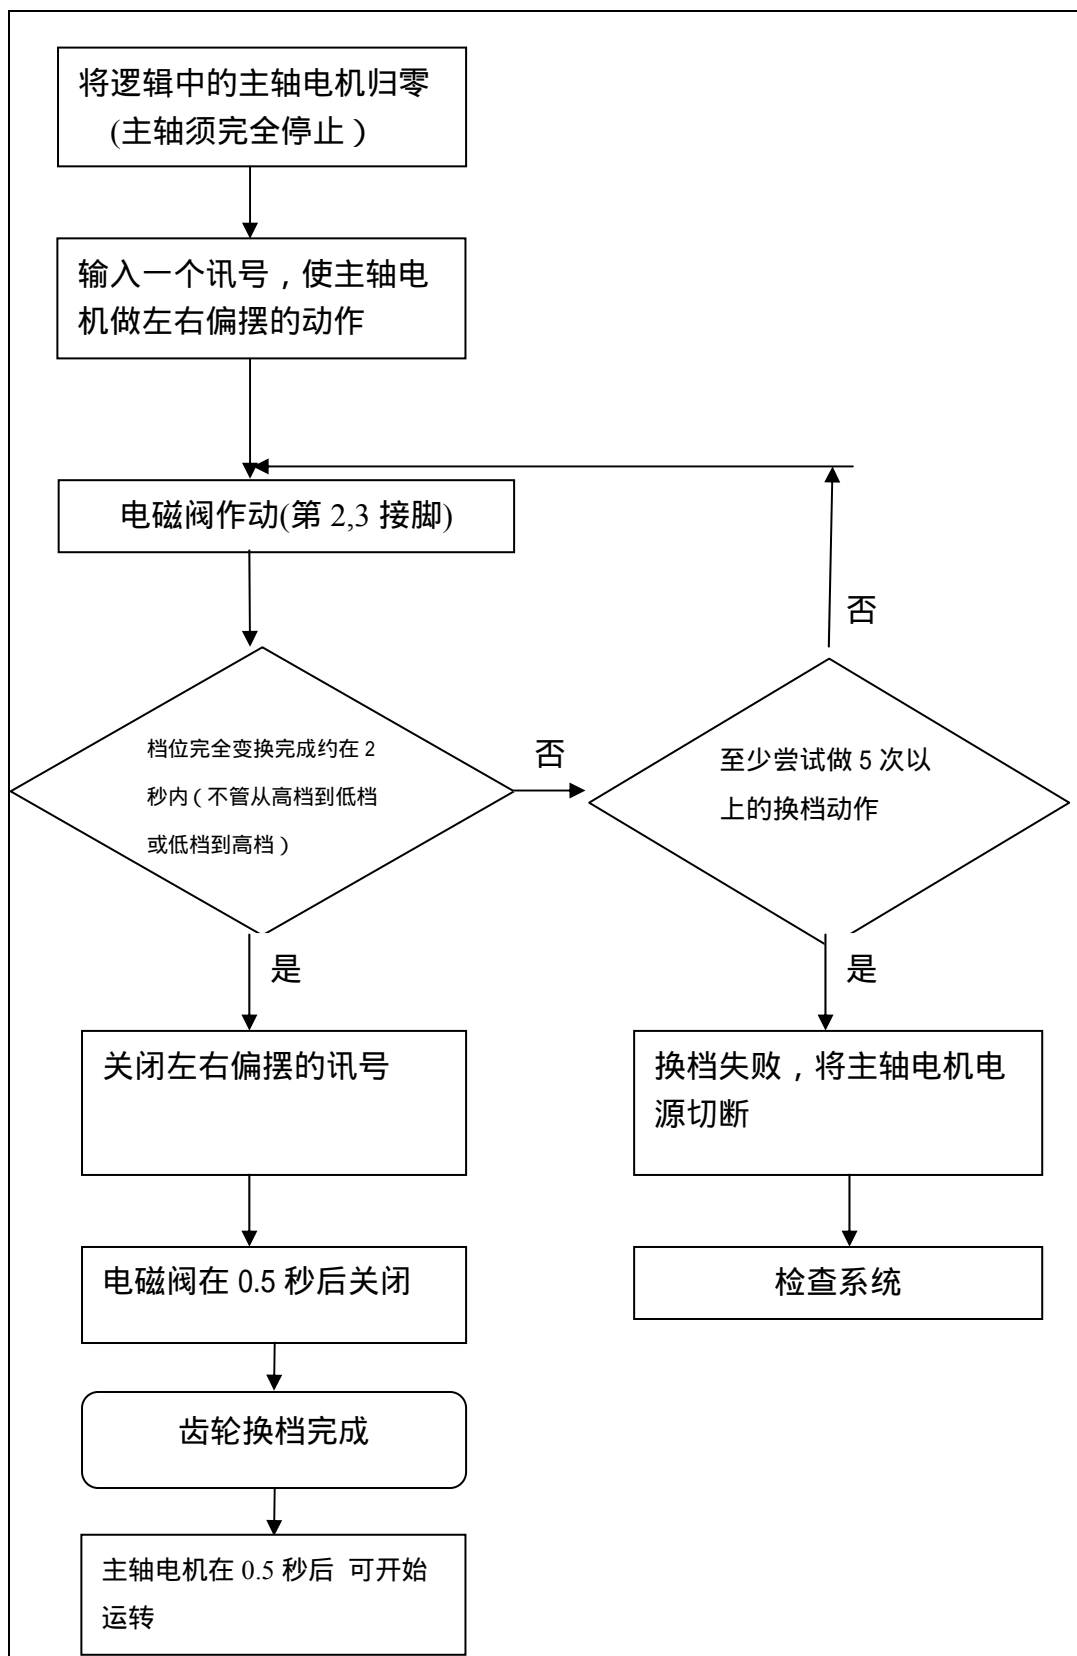 将逻辑中的主轴电机归零
(主轴须完全停止）
输入一个讯号，使主轴电
机做左右偏摆的动作
电磁阀作动(第 2,3 接脚)
否
档位完全变换完成约在 2
秒内（不管从高档到低档
或低档到高档）
否
至少尝试做 5 次以
上的换档动作
是
是
关闭左右偏摆的讯号
换档失败，将主轴电机电
源切断
电磁阀在 0.5 秒后关闭
检查系统
齿轮换档完成
主轴电机在 0.5 秒后 可开始
运转